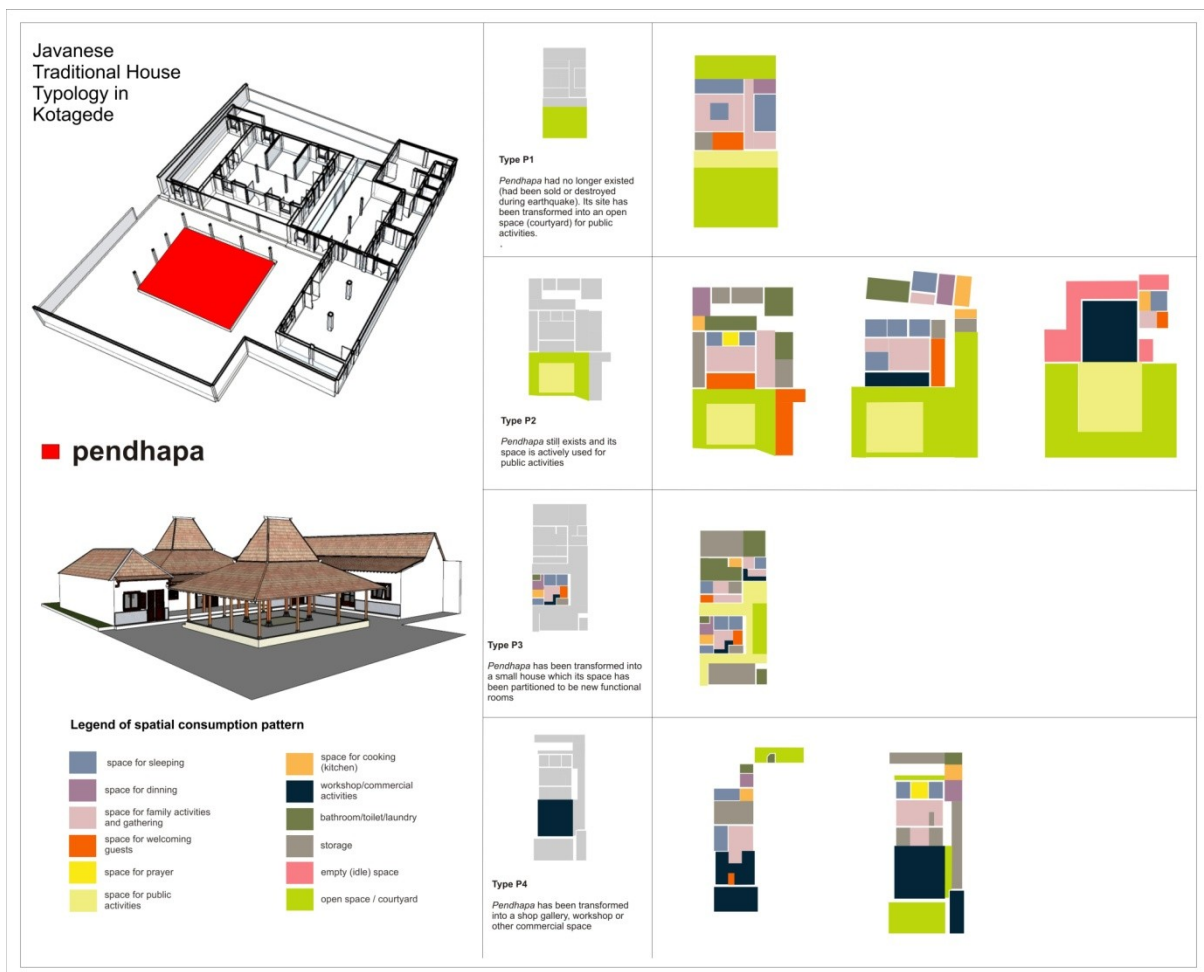 Javanese
Traditional House
Typology in
Kotagede
pendhapa
Legend of spatial consumption pattern
space for sleeping
space for dinning
space for family activities
and gathering
space for welcoming
guests
space for prayer
space for public
activities
space for cooking
(kitchen)
workshop/commercial
activities
bathroom/toilet/laundry
storage
empty (idle) space
open space / courtyard
Type P1
Pendhapa had no longer existed
(had been sold or destroyed
during earthquake). Its site has
been transformed into an open
space (courtyard) for public
activities.
.
Type P2
Pendhapa still exists and its
space is actively used for
public activities
Type P3
Pendhapa has been transformed into
a small house which its space has
been partitioned to be new functional
rooms
Type P4
Pendhapa has been transformed
into a shop gallery, workshop or
other commercial space